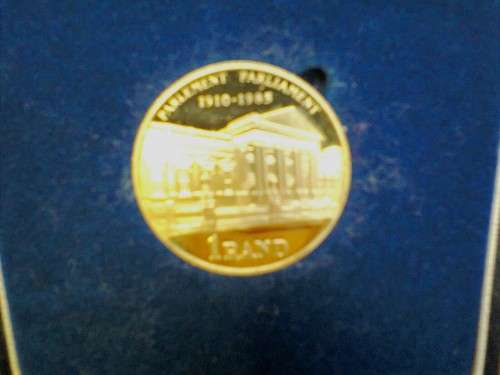 PARLEMENT PARLIAMENT
1910-1985
1 RAND